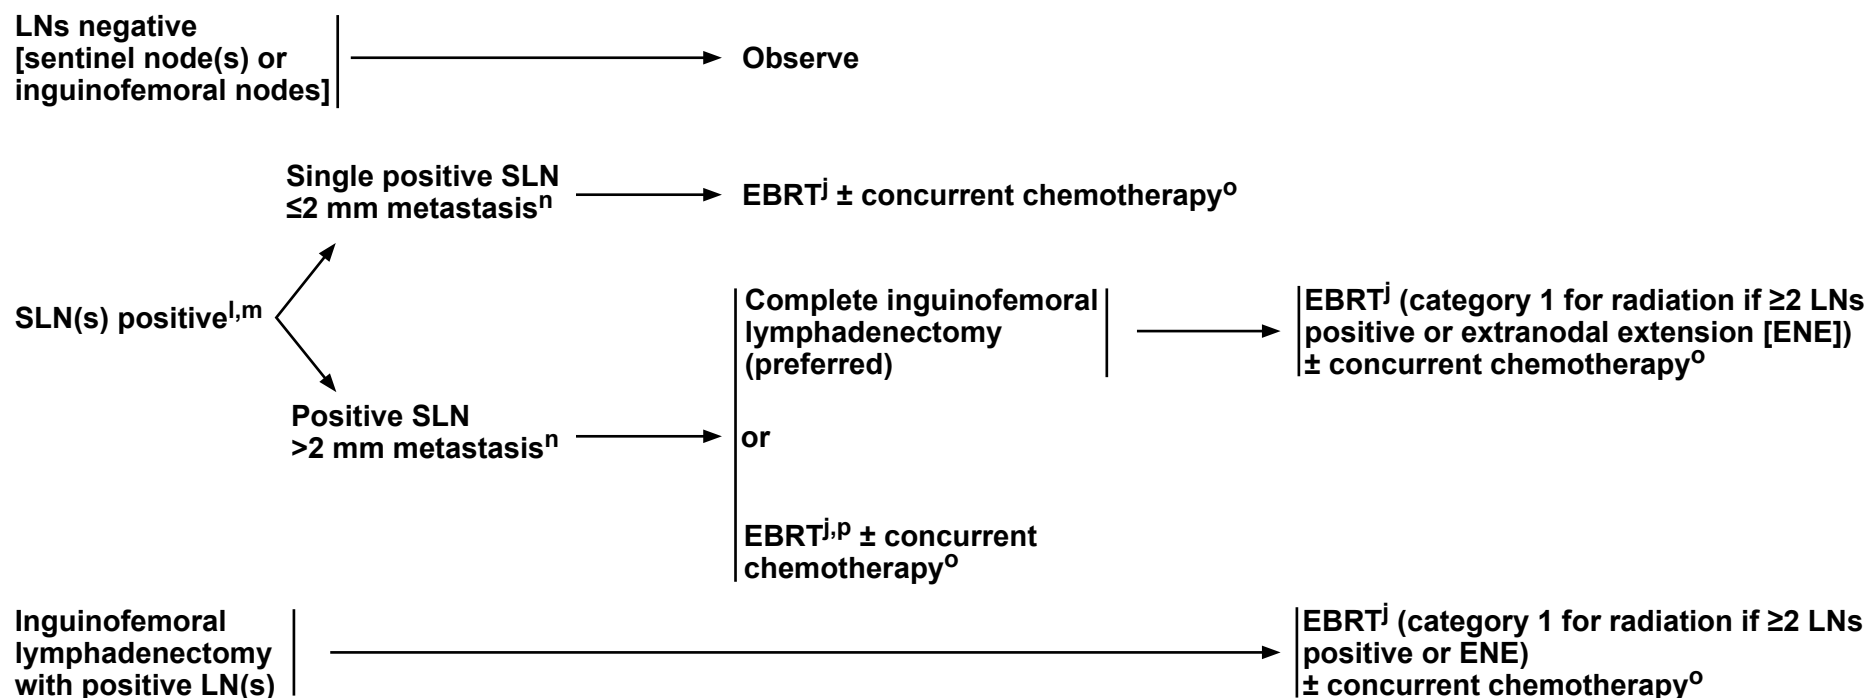 LNs negative
[sentinel node(s) or
inguinofemoral nodes]
Observe
Single positive SLN
≤2 mm metastasisⁿ
EBRTʲ ± concurrent chemotherapyᵒ
SLN(s) positiveˡ,ᵐ
Positive SLN
>2 mm metastasisⁿ
Complete inguinofemoral
lymphadenectomy
(preferred)
or
EBRTʲ,ᵖ ± concurrent
chemotherapyᵒ
EBRTʲ (category 1 for radiation if ≥2 LNs
positive or extranodal extension [ENE])
± concurrent chemotherapyᵒ
Inguinofemoral
lymphadenectomy
with positive LN(s)
EBRTʲ (category 1 for radiation if ≥2 LNs
positive or ENE)
± concurrent chemotherapyᵒ